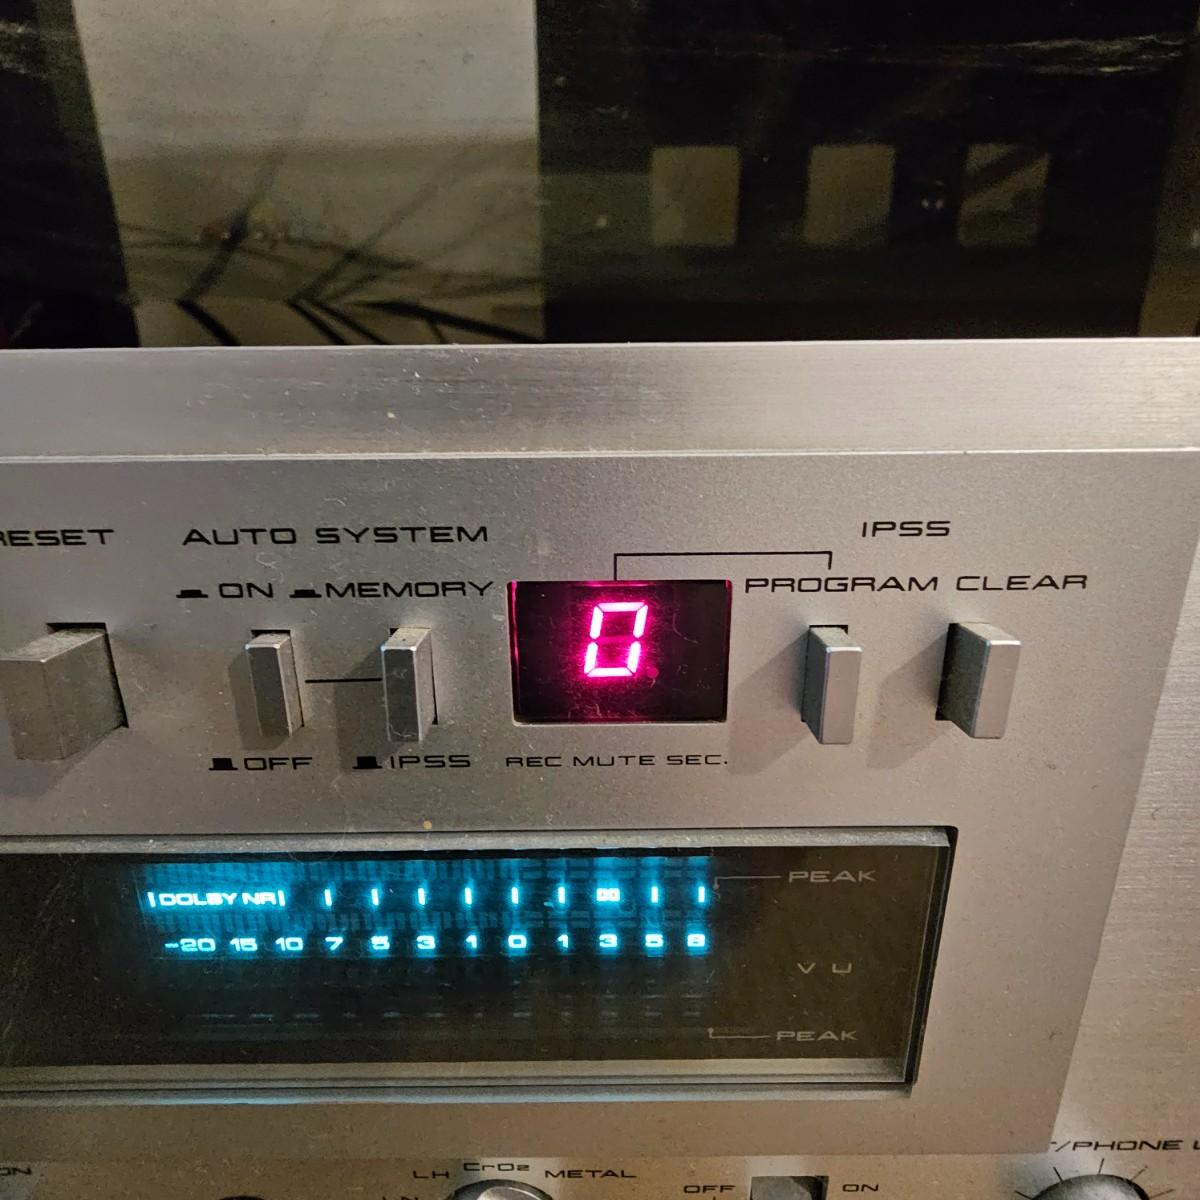 RESET AUTO SYSTEM IPSS
ON MEMORY PROGRAM CLEAR
0
OFF IPSS REC MUTE SEC.
DOLBY NR PEAK
-20 15 10 7 5 3 1 0 1 3 5 8
VU
PEAK
LH CrO2 METAL T/PHONE
OFF ON